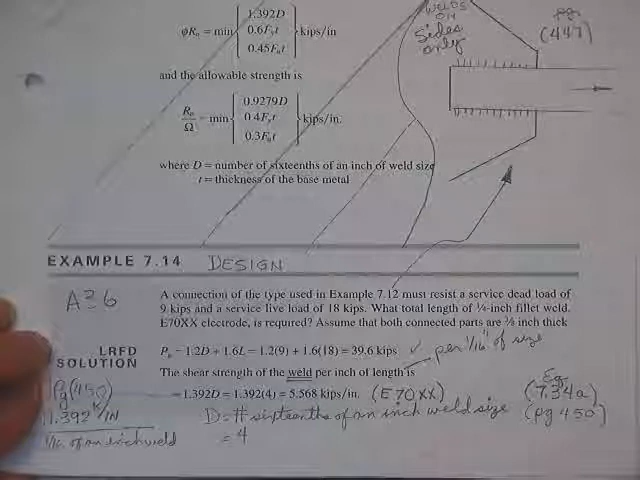 WELDS
ON
Sides
only
pg
(447)
1.392D
φRₙ = min 0.6Fᵧt kips/in
0.45Fᵤt
and the allowable strength is
0.9279D
Rₙ/Ω = min 0.4Fᵧt kips/in.
0.3Fᵤt
where D = number of sixteenths of an inch of weld size
t = thickness of the base metal
EXAMPLE 7.14 DESIGN
A36
A connection of the type used in Example 7.12 must resist a service dead load of
9 kips and a service live load of 18 kips. What total length of ¼-inch fillet weld.
E70XX electrode, is required? Assume that both connected parts are ⅜ inch thick
LRFD
SOLUTION
Pᵤ = 1.2D + 1.6L = 1.2(9) + 1.6(18) = 39.6 kips ✓ per 1/16" of size
The shear strength of the weld per inch of length is
1.392D = 1.392(4) = 5.568 kips/in. (E70XX)
Eq.
(7.34a)
(pg 450)
Pg(450)
1.392 K/IN
1/16 of an inch weld
D = # sixteenths of an inch weld size
= 4